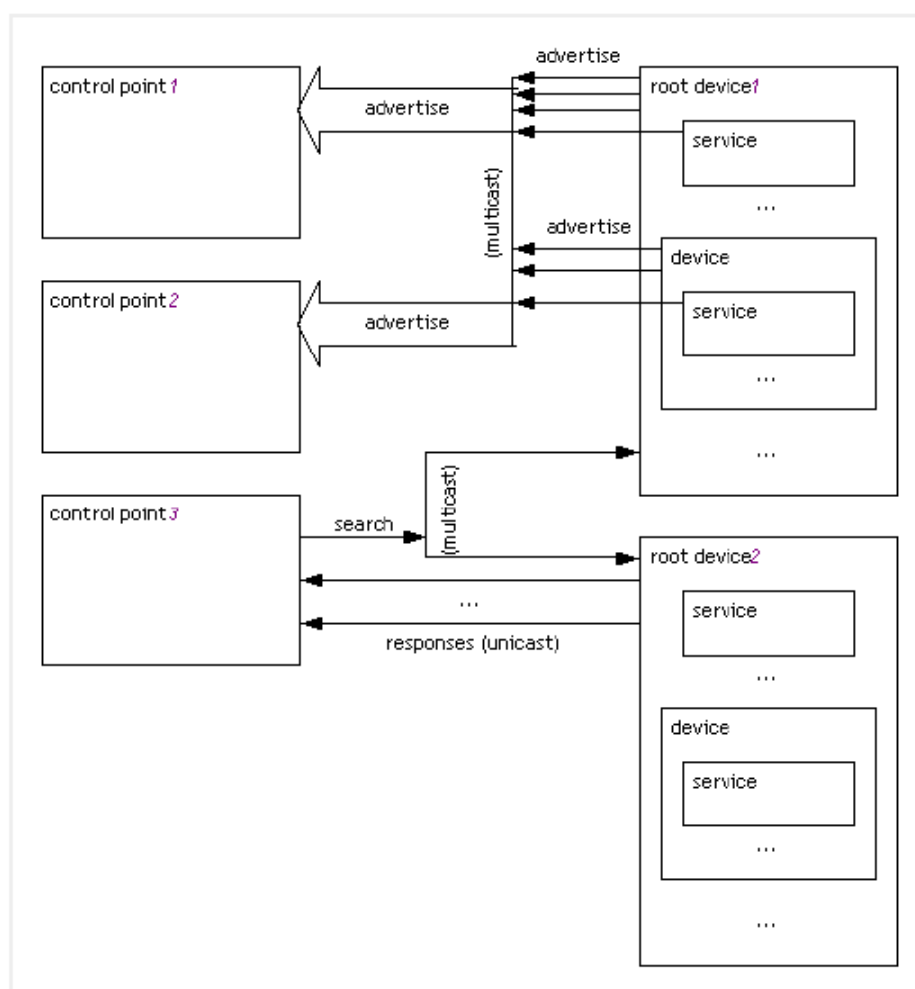 advertise
control point 1
root device 1
advertise
service
...
(multicast)
advertise
device
control point 2
service
advertise
...
...
(multicast)
control point 3
search
root device 2
...
service
responses (unicast)
...
device
service
...
...